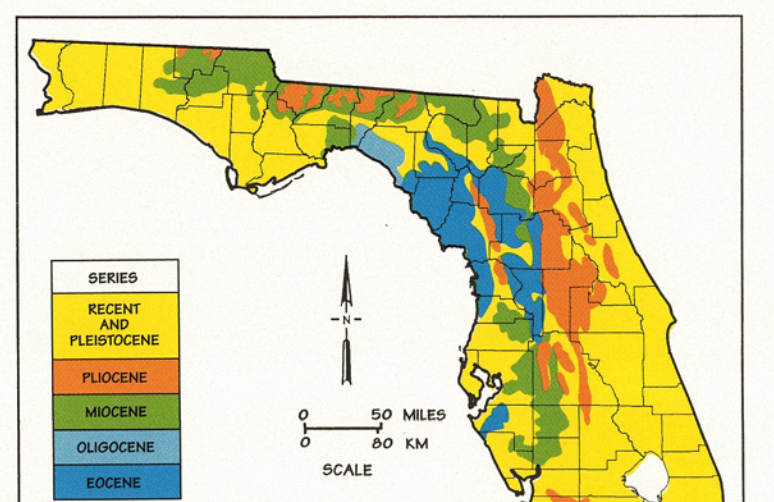 SERIES
RECENT
AND
PLEISTOCENE
PLIOCENE
MIOCENE
OLIGOCENE
EOCENE
N
0 50 MILES
0 80 KM
SCALE